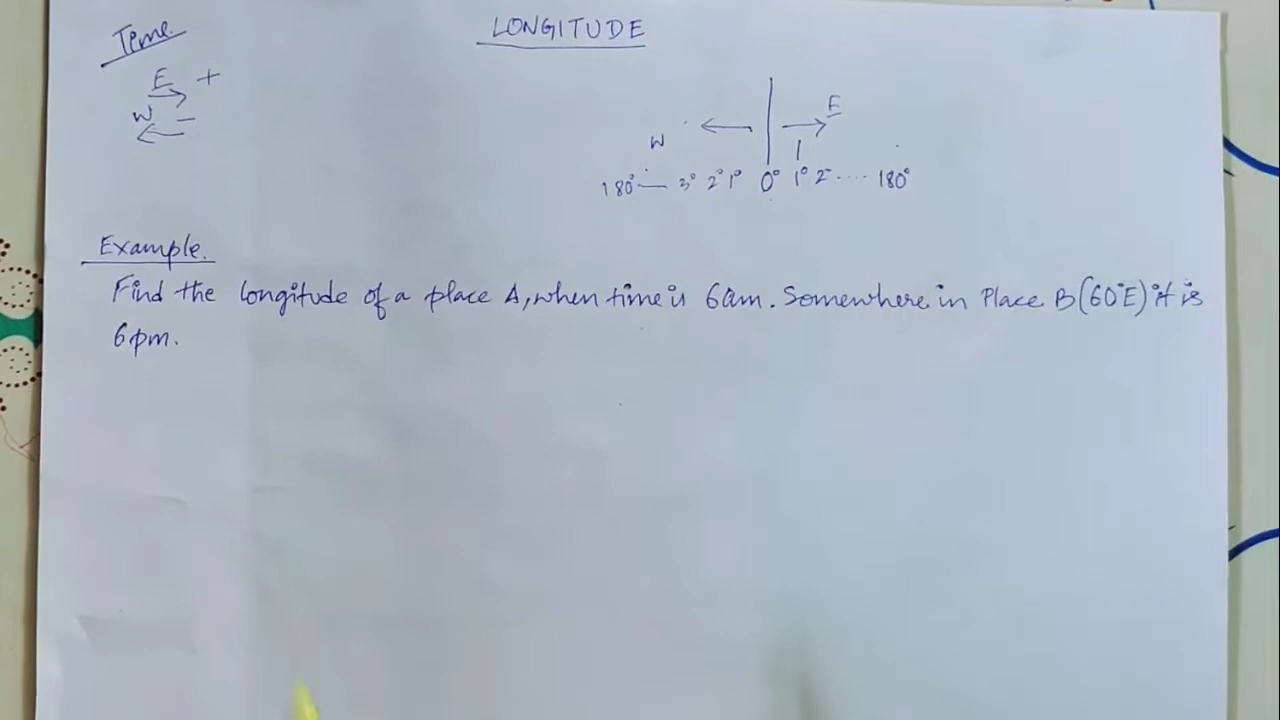 Time
LONGITUDE
E +
W -
E
W
180° — 3° 2° 1° 0° 1° 2° ..... 180°
Example.
Find the longitude of a place A, when time is 6am. Somewhere in Place B (60°E) it is
6pm.